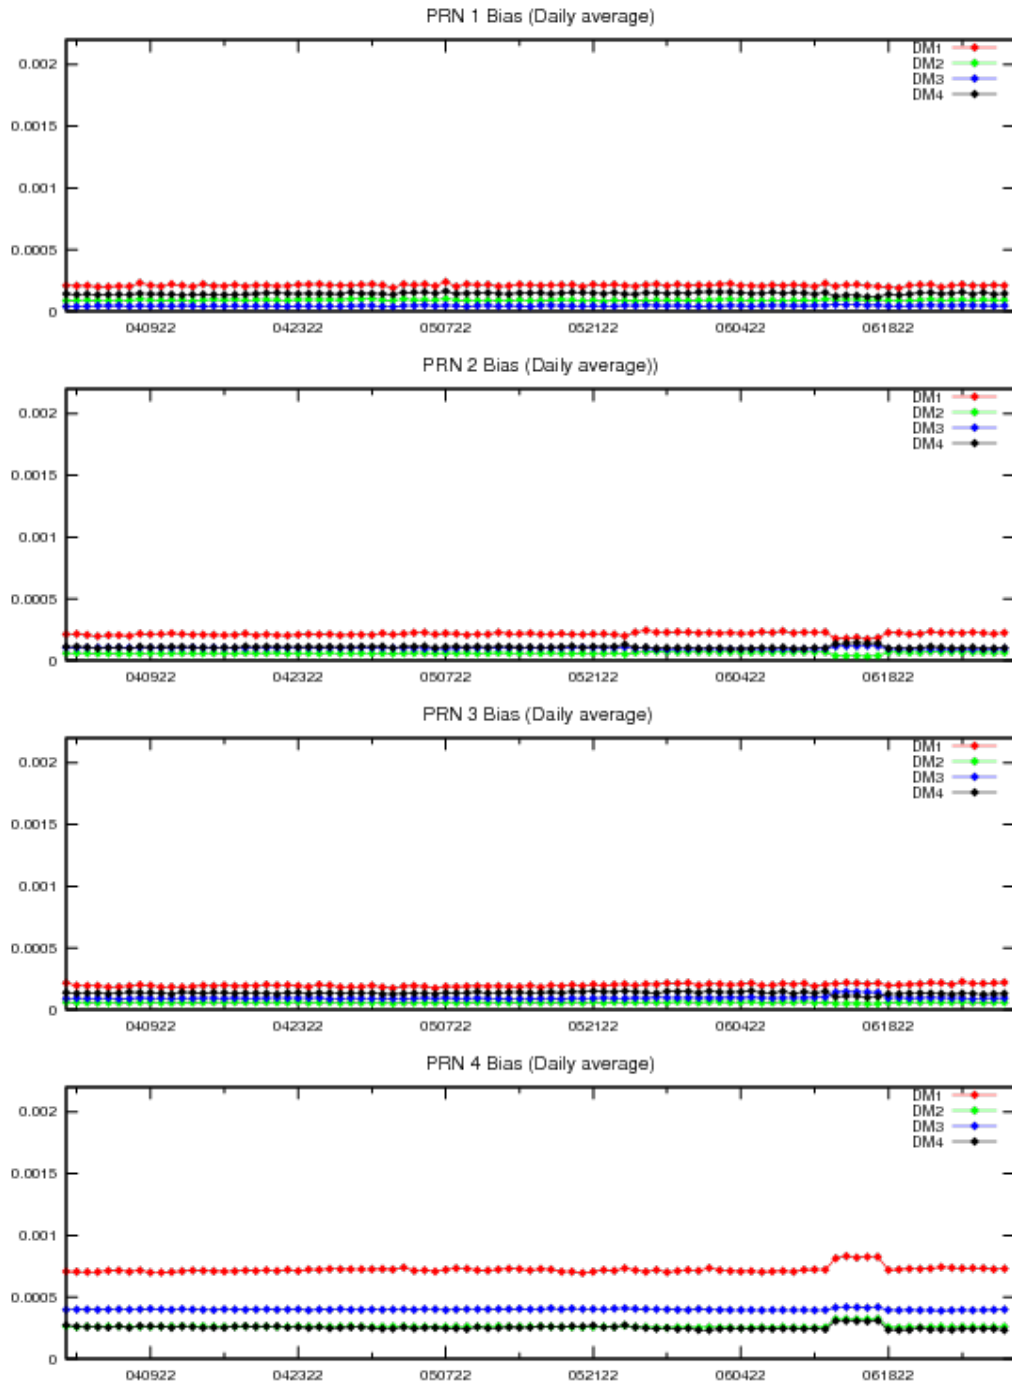 PRN 1 Bias (Daily average)
DM1
DM2
DM3
DM4
0.002
0.0015
0.001
0.0005
0
040922 042322 050722 052122 060422 061822
PRN 2 Bias (Daily average))
DM1
DM2
DM3
DM4
0.002
0.0015
0.001
0.0005
0
040922 042322 050722 052122 060422 061822
PRN 3 Bias (Daily average)
DM1
DM2
DM3
DM4
0.002
0.0015
0.001
0.0005
0
040922 042322 050722 052122 060422 061822
PRN 4 Bias (Daily average)
DM1
DM2
DM3
DM4
0.002
0.0015
0.001
0.0005
0
040922 042322 050722 052122 060422 061822